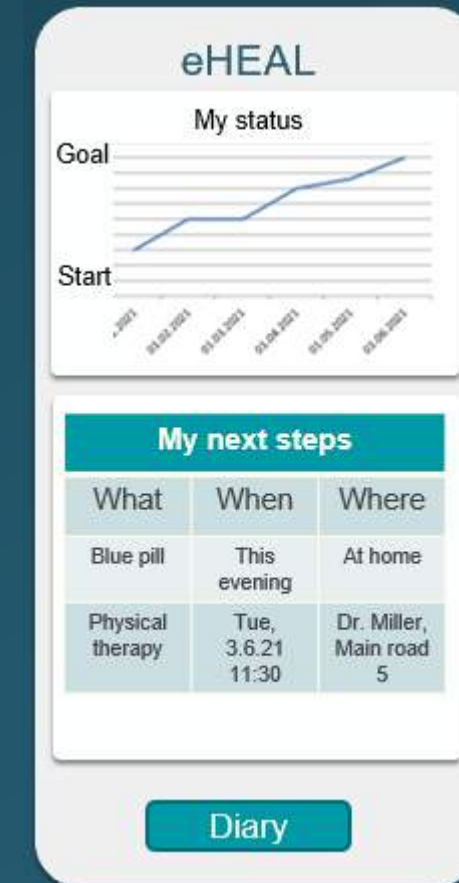 eHEAL
My status
Goal
Start
.2021
01.02.2021
01.03.2021
01.04.2021
01.05.2021
01.06.2021
My next steps
What When Where
Blue pill This evening At home
Physical therapy Tue, 3.6.21 11:30 Dr. Miller, Main road 5
Diary